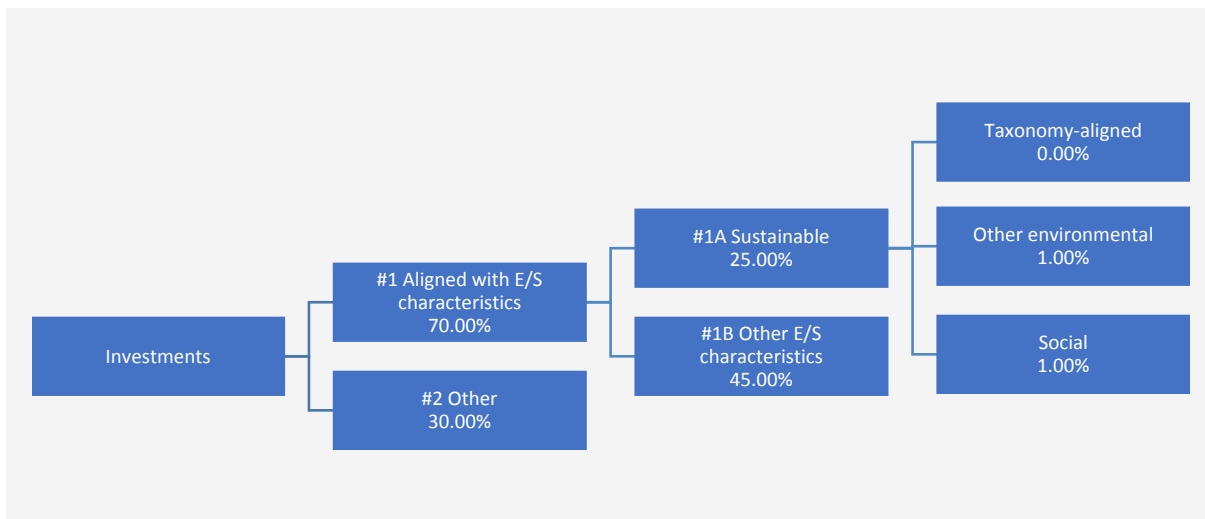 Investments
#1 Aligned with E/S
characteristics
70.00%
#2 Other
30.00%
#1A Sustainable
25.00%
#1B Other E/S
characteristics
45.00%
Taxonomy-aligned
0.00%
Other environmental
1.00%
Social
1.00%